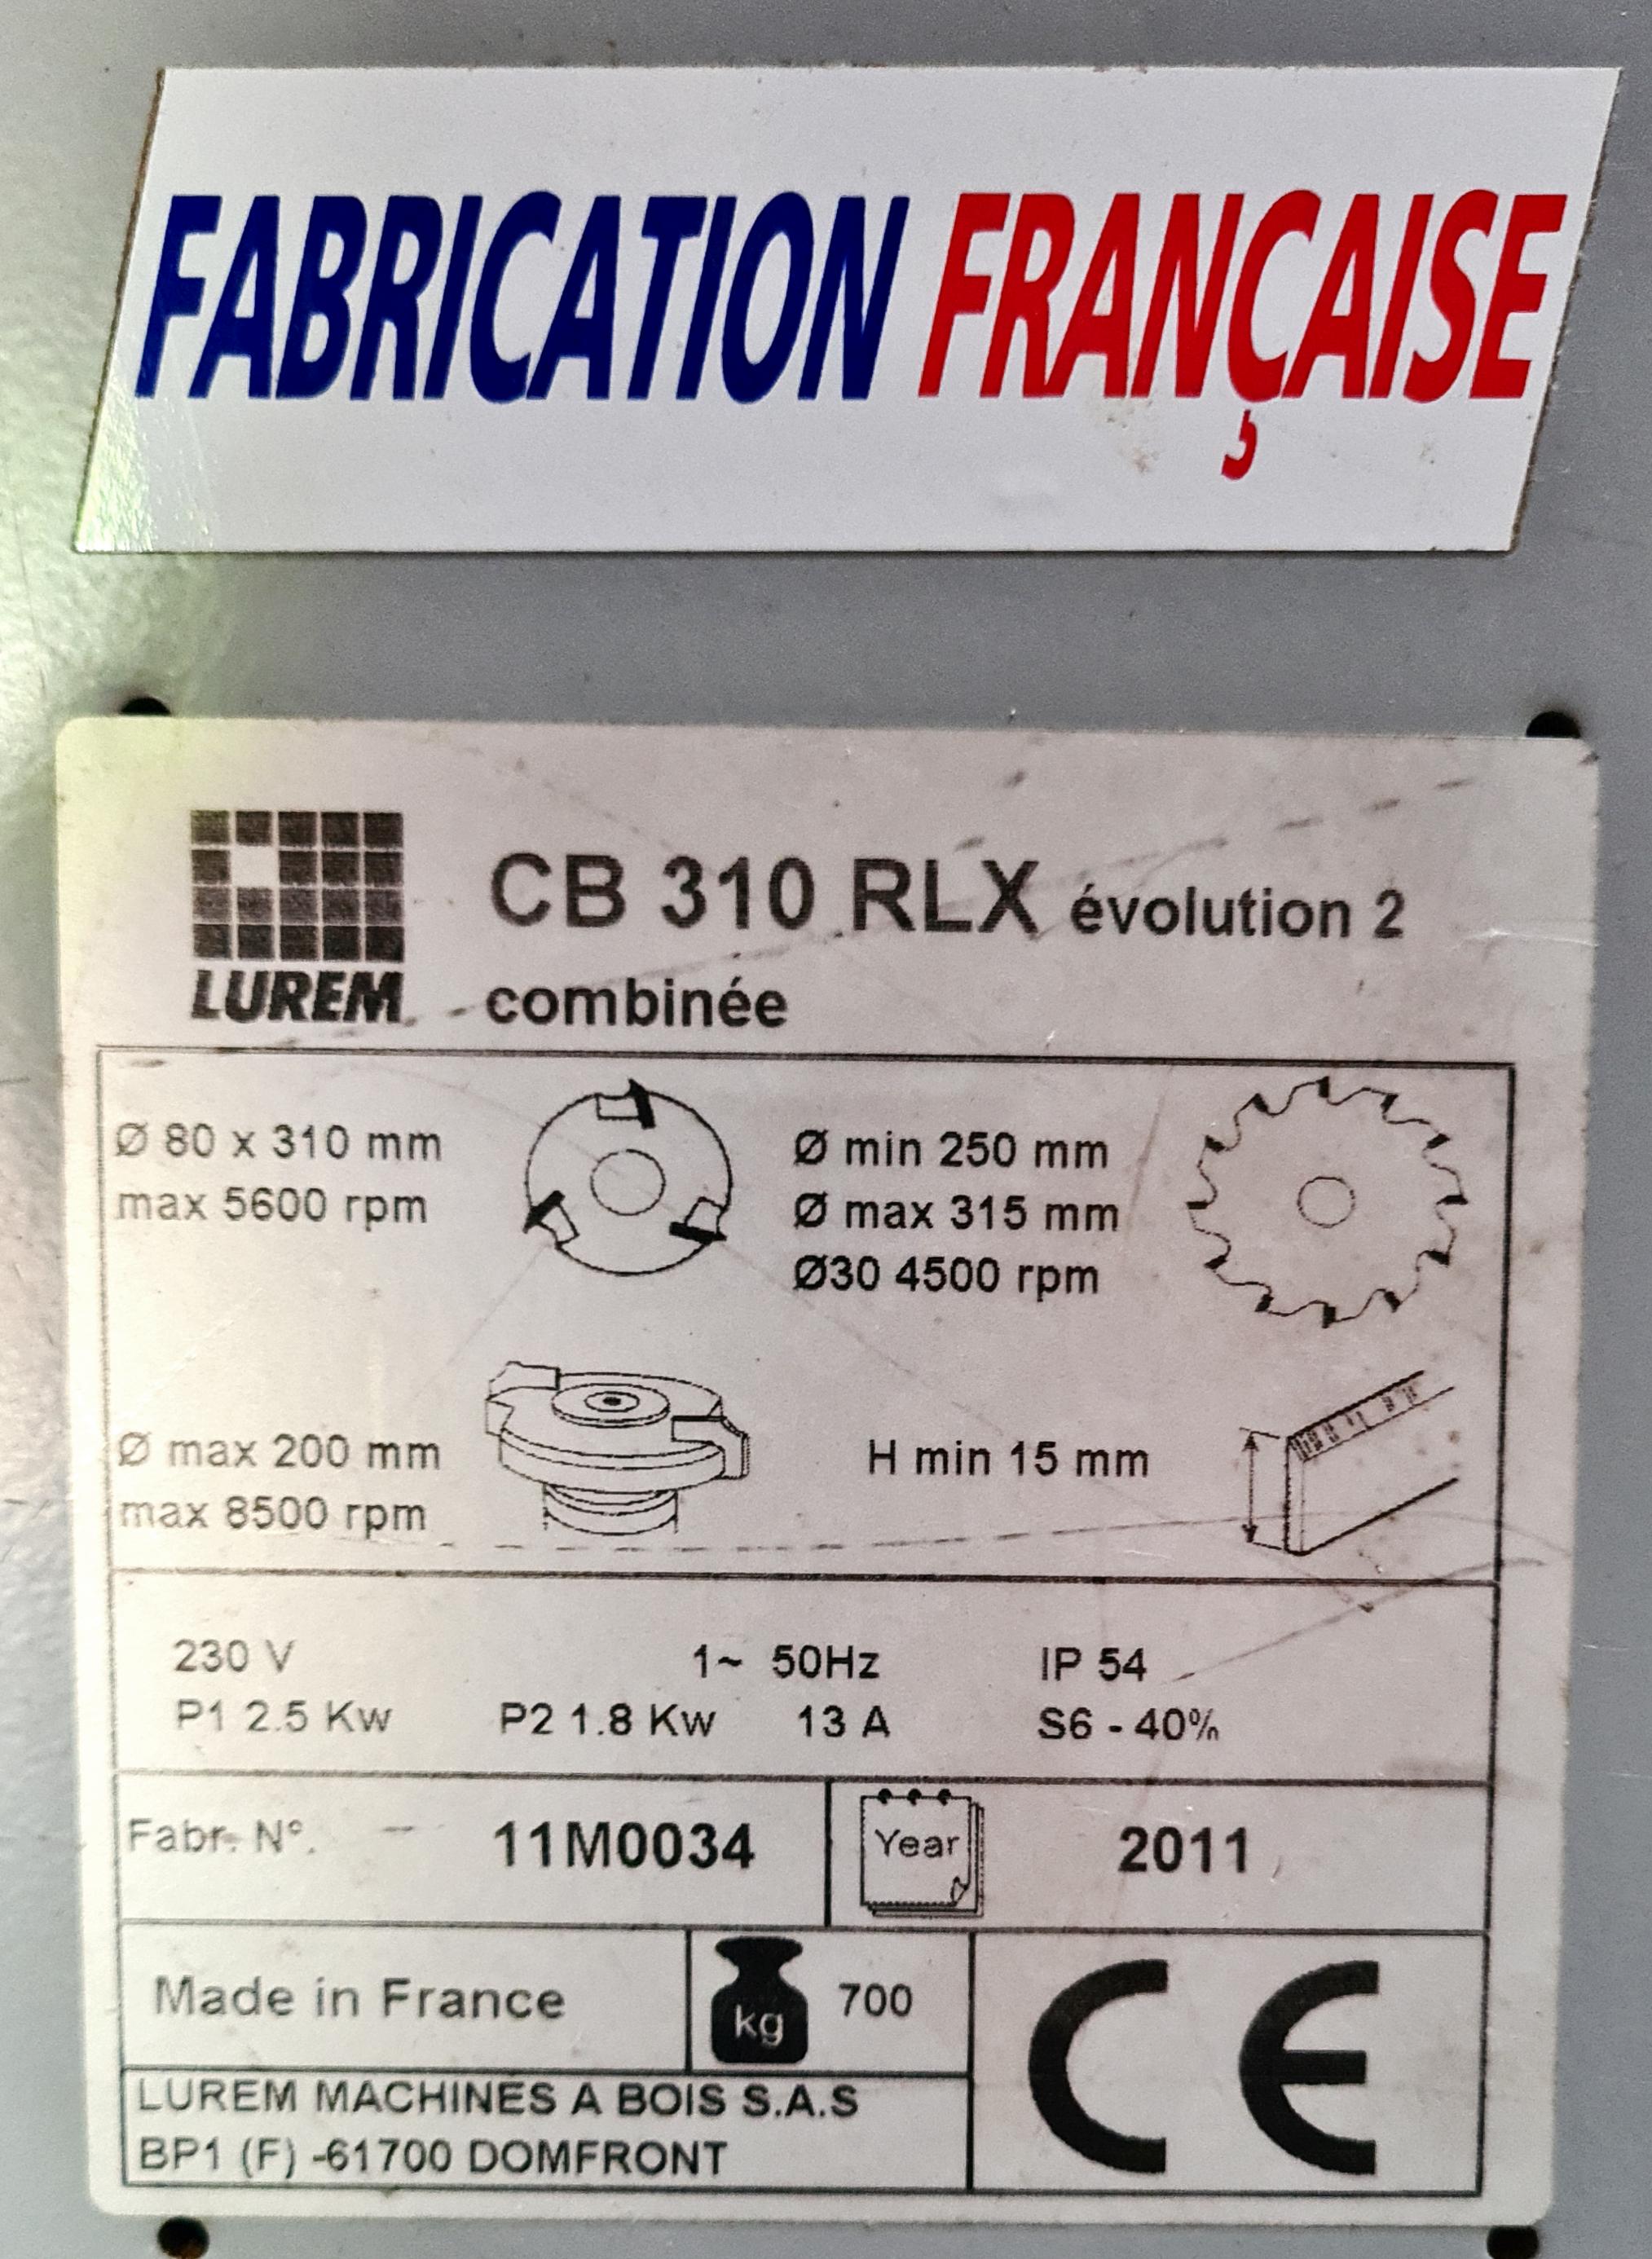 FABRICATION FRANÇAISE
LUREM
CB 310 RLX évolution 2
combinée
Ø 80 x 310 mm
max 5600 rpm
Ø min 250 mm
Ø max 315 mm
Ø30 4500 rpm
Ø max 200 mm
max 8500 rpm
H min 15 mm
230 V 1~ 50Hz IP 54
P1 2.5 Kw P2 1.8 Kw 13 A S6 - 40%
Fabr. N°. 11M0034
Year 2011
Made in France
kg 700
CE
LUREM MACHINES A BOIS S.A.S
BP1 (F) -61700 DOMFRONT